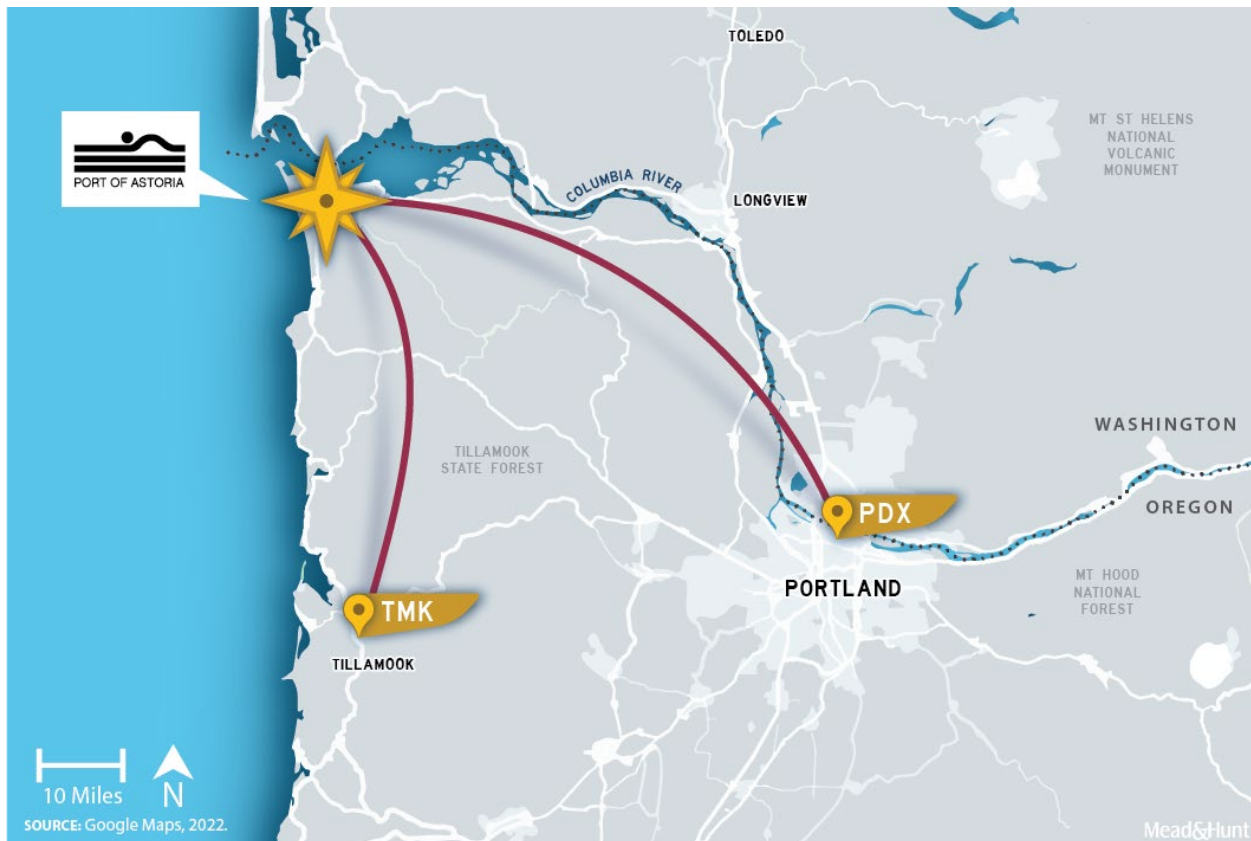 TOLEDO
MT ST HELENS
NATIONAL
VOLCANIC
MONUMENT
PORT OF ASTORIA
COLUMBIA RIVER
LONGVIEW
WASHINGTON
TILLAMOOK
STATE FOREST
OREGON
PDX
PORTLAND
MT HOOD
NATIONAL
FOREST
TMK
TILLAMOOK
10 Miles
N
SOURCE: Google Maps, 2022.
Mead&Hunt